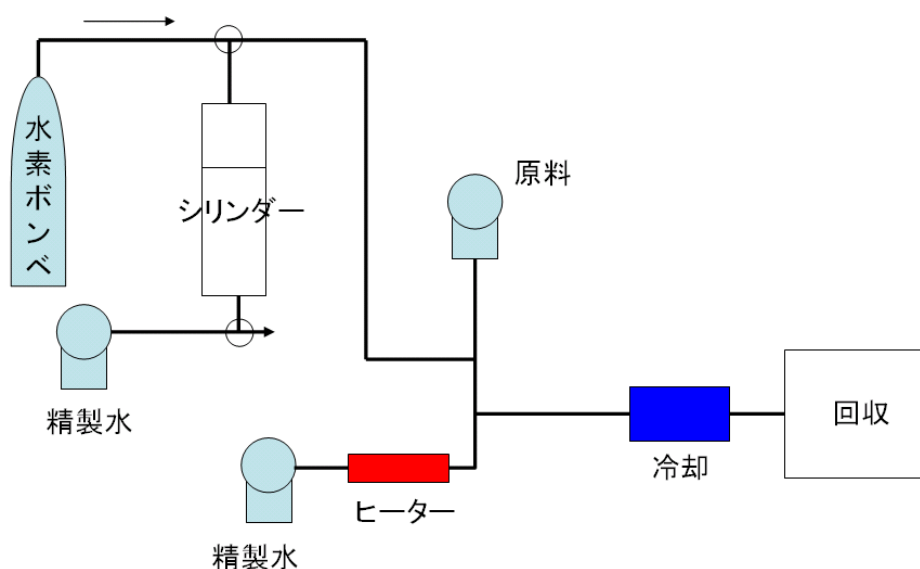 水素ボンベ
シリンダー
原料
精製水
回収
冷却
ヒーター
精製水